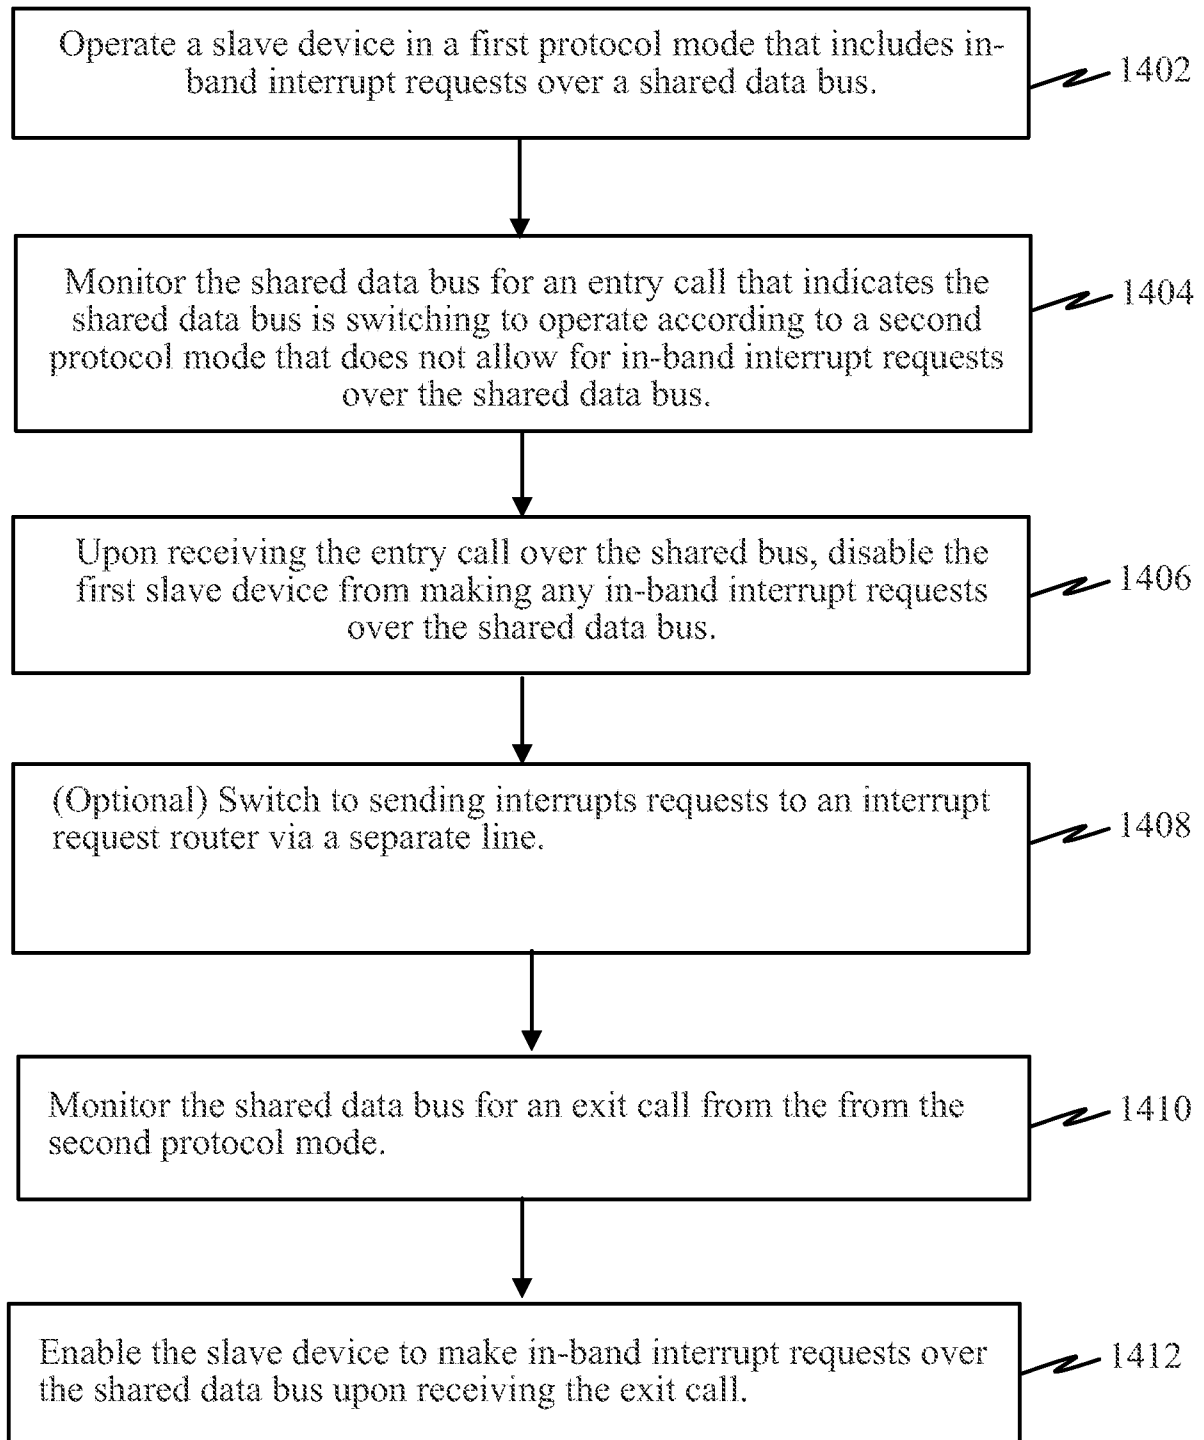 Operate a slave device in a first protocol mode that includes in-
band interrupt requests over a shared data bus.
1402
Monitor the shared data bus for an entry call that indicates the
shared data bus is switching to operate according to a second
protocol mode that does not allow for in-band interrupt requests
over the shared data bus.
1404
Upon receiving the entry call over the shared bus, disable the
first slave device from making any in-band interrupt requests
over the shared data bus.
1406
(Optional) Switch to sending interrupts requests to an interrupt
request router via a separate line.
1408
Monitor the shared data bus for an exit call from the from the
second protocol mode.
1410
Enable the slave device to make in-band interrupt requests over
the shared data bus upon receiving the exit call.
1412